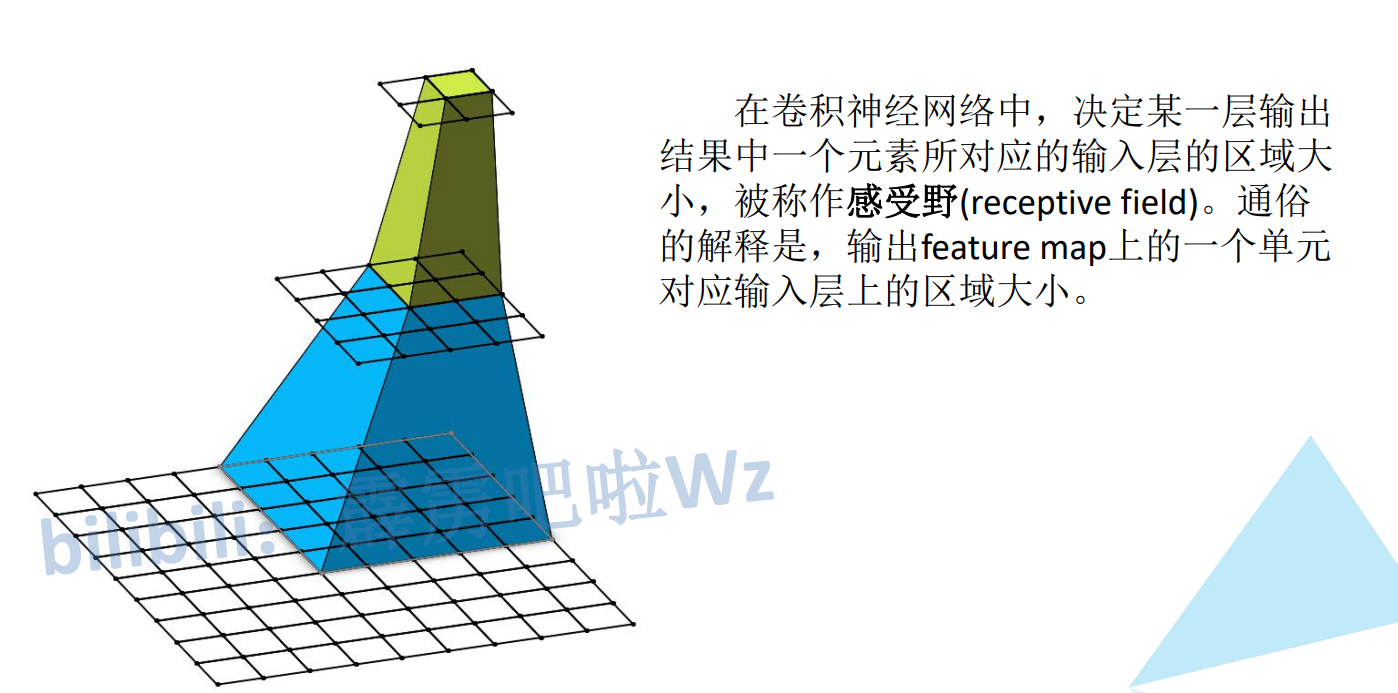 在卷积神经网络中，决定某一层输出
结果中一个元素所对应的输入层的区域大
小，被称作感受野(receptive field)。通俗
的解释是，输出feature map上的一个单元
对应输入层上的区域大小。
bilibili：霹雳吧啦Wz